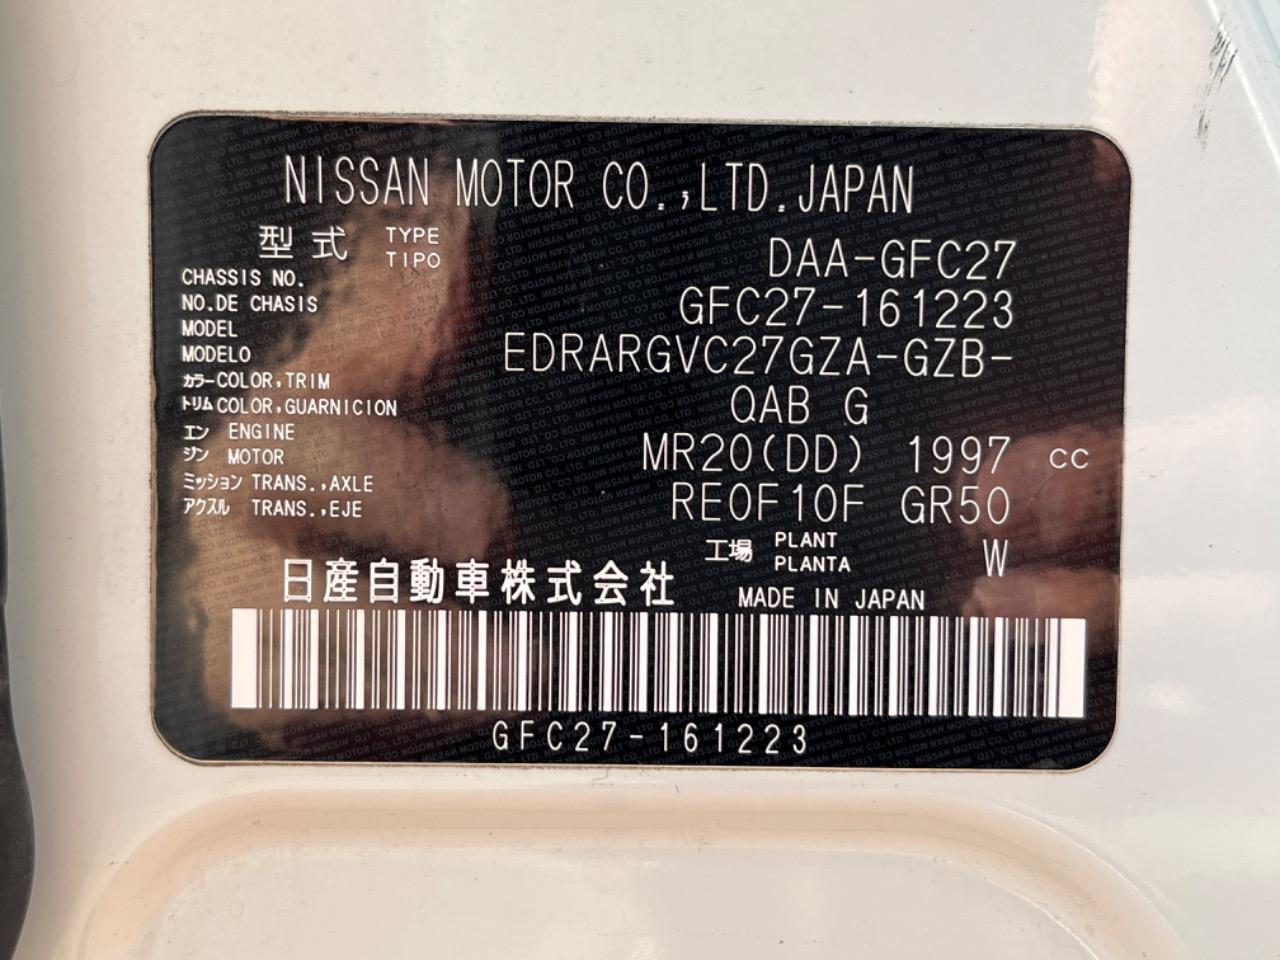 NISSAN MOTOR CO.,LTD.JAPAN
型式 TYPE TIPO DAA-GFC27
CHASSIS NO. NO.DE CHASIS GFC27-161223
MODEL MODELO EDRARGVC27GZA-GZB-
カラー COLOR,TRIM
トリム COLOR,GUARNICION QAB G
エンジン ENGINE MOTOR MR20(DD) 1997 cc
ミッション TRANS.,AXLE
アクスル TRANS.,EJE RE0F10F GR50
工場 PLANT PLANTA W
日産自動車株式会社 MADE IN JAPAN
GFC27-161223